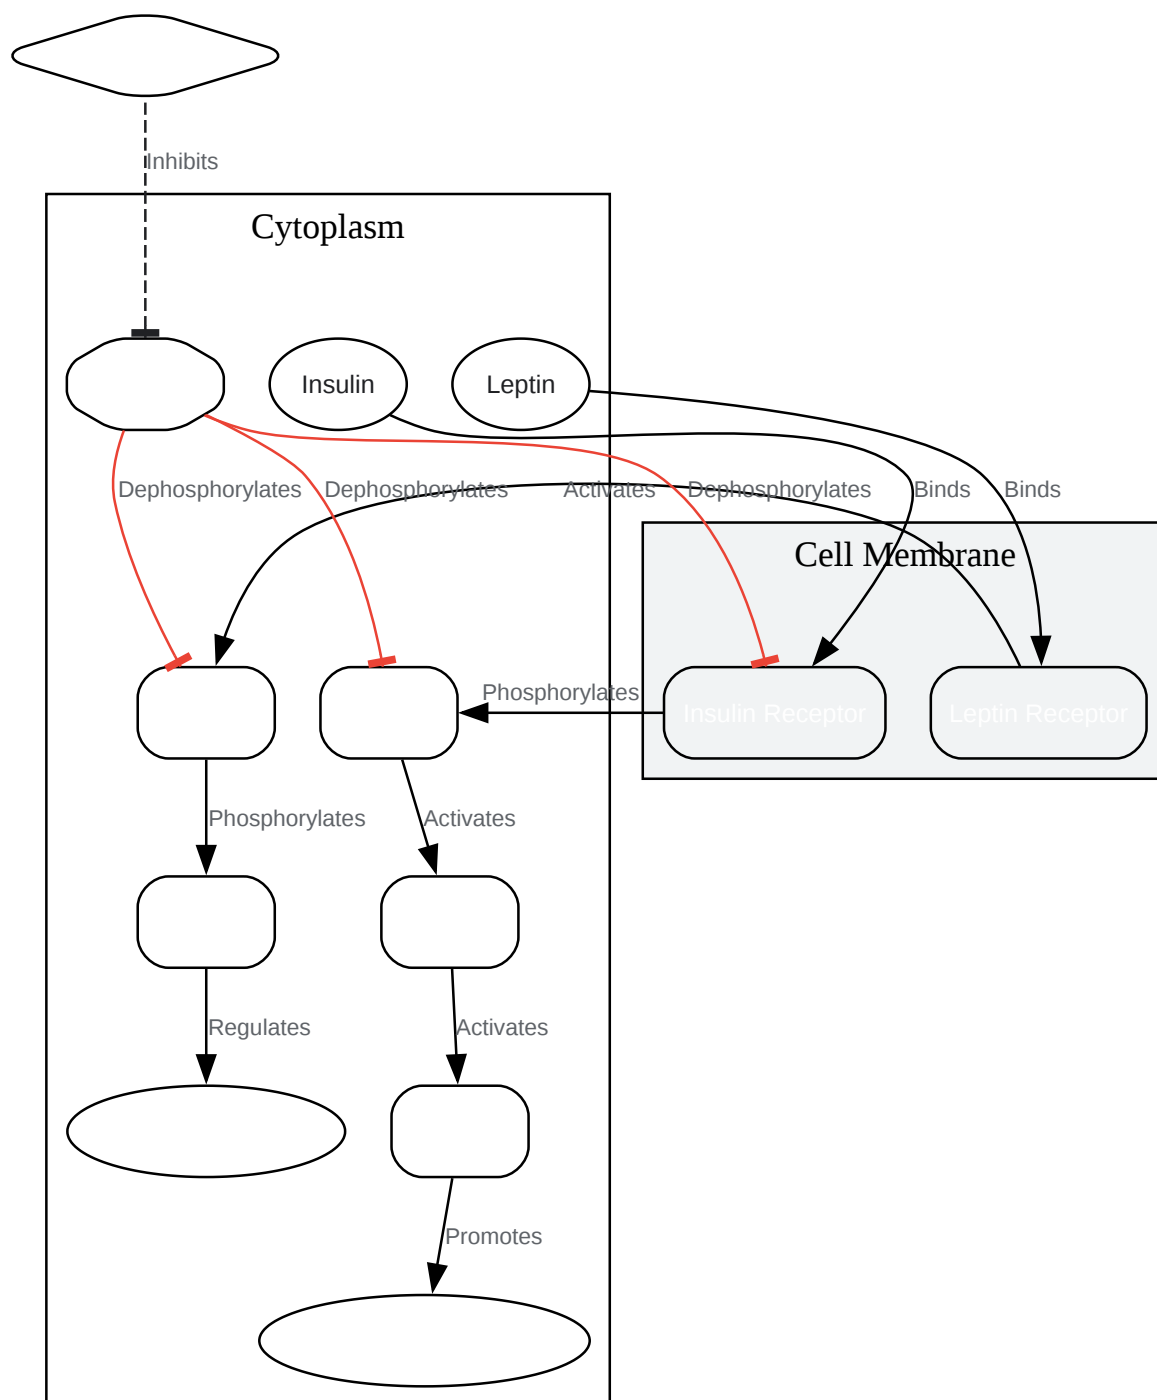 Inhibits
Cytoplasm
Insulin
Leptin
Dephosphorylates
Dephosphorylates
Activates
Dephosphorylates
Binds
Binds
Cell Membrane
Phosphorylates
Insulin Receptor
Leptin Receptor
Phosphorylates
Activates
Regulates
Activates
Promotes